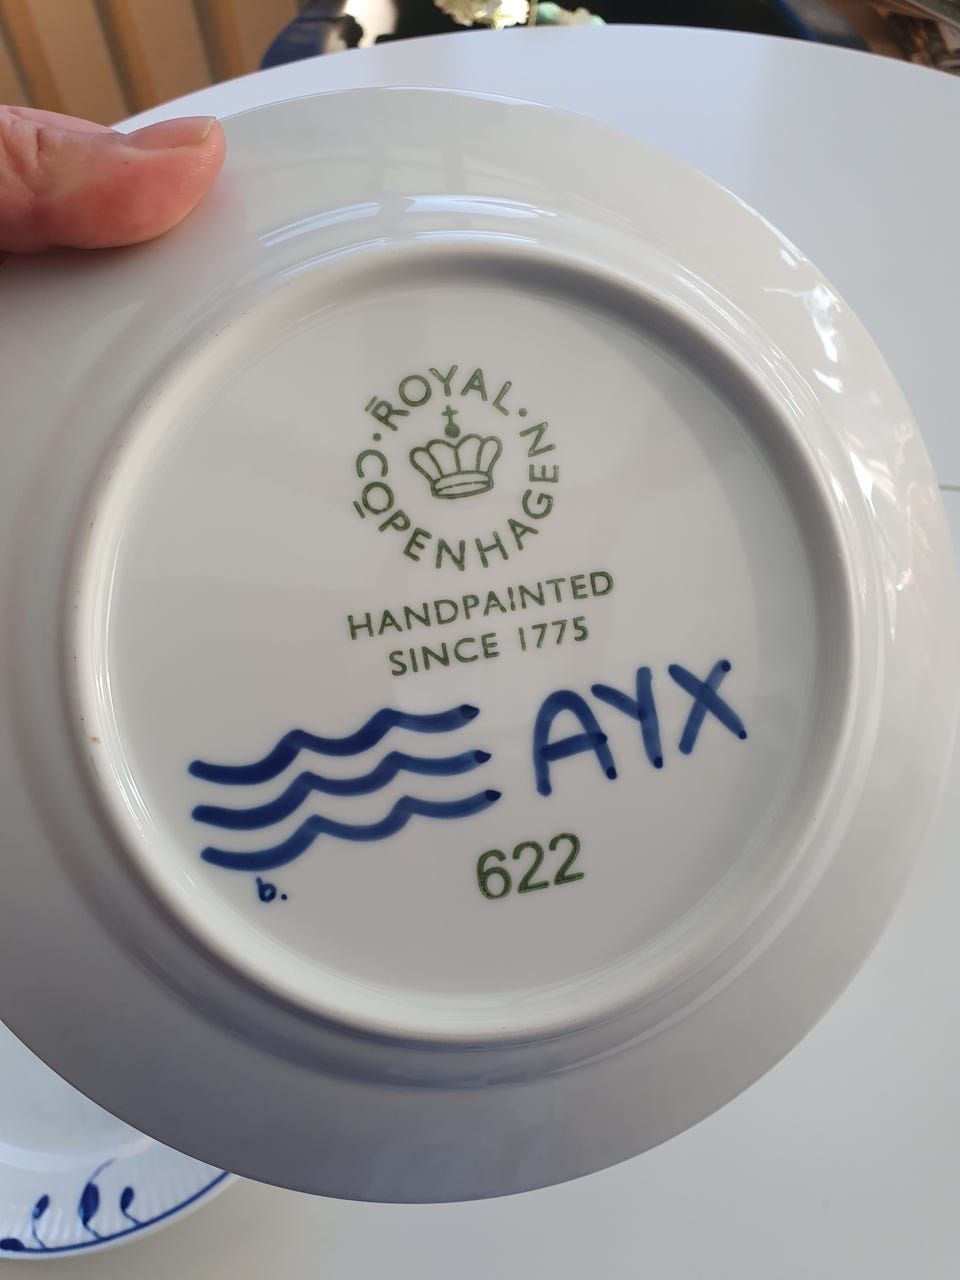 ROYAL · COPENHAGEN ·
HANDPAINTED
SINCE 1775
AYX
b.
622